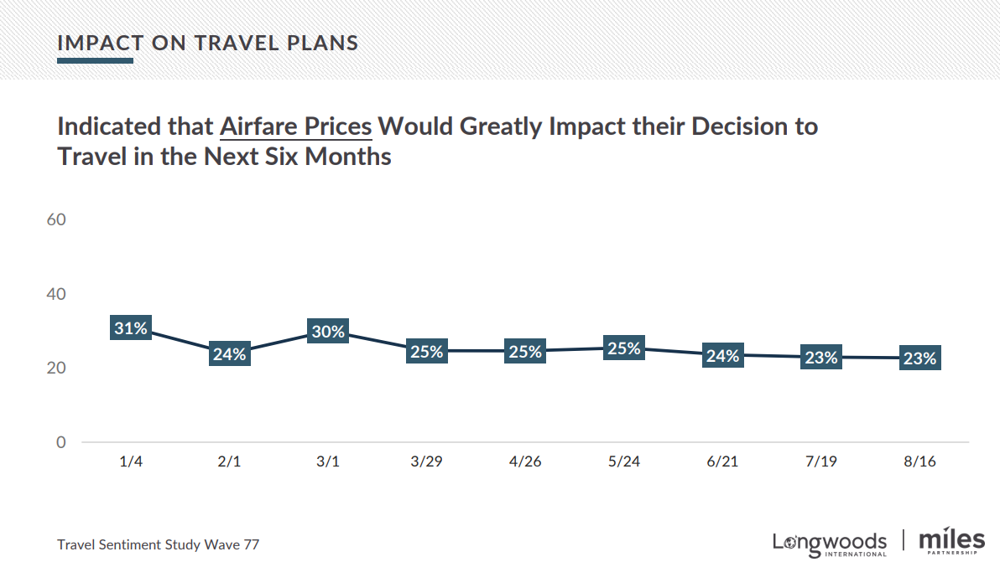 IMPACT ON TRAVEL PLANS
Indicated that Airfare Prices Would Greatly Impact their Decision to
Travel in the Next Six Months
60
40
20
0
31%
24%
30%
25%
25%
25%
24%
23%
23%
1/4
2/1
3/1
3/29
4/26
5/24
6/21
7/19
8/16
Travel Sentiment Study Wave 77
Longwoods
INTERNATIONAL
miles
PARTNERSHIP